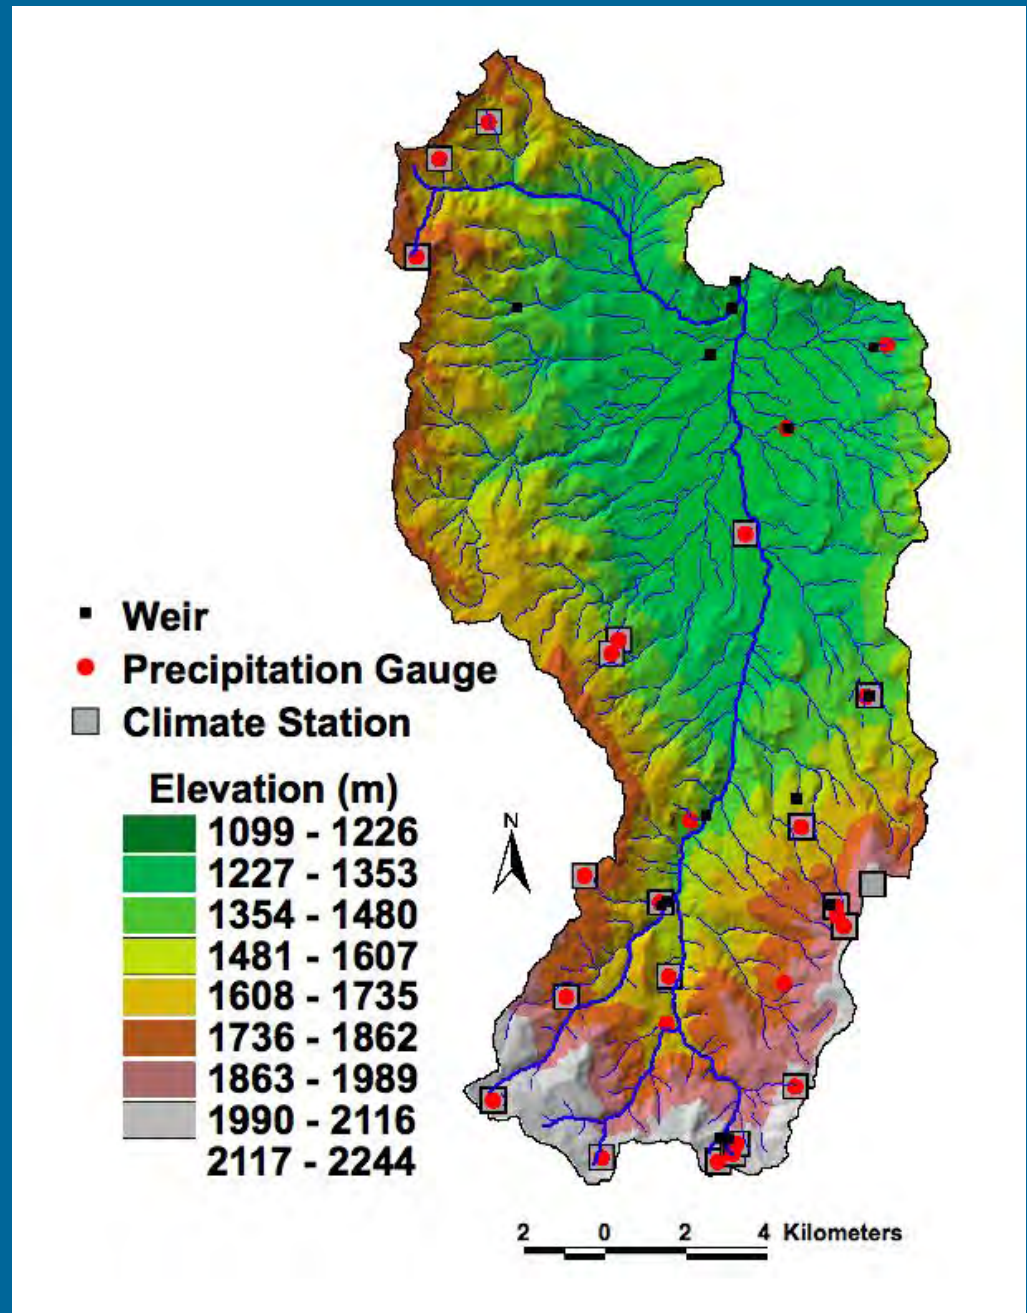 Weir
Precipitation Gauge
Climate Station
Elevation (m)
1099 - 1226
1227 - 1353
1354 - 1480
1481 - 1607
1608 - 1735
1736 - 1862
1863 - 1989
1990 - 2116
2117 - 2244
N
2 0 2 4 Kilometers